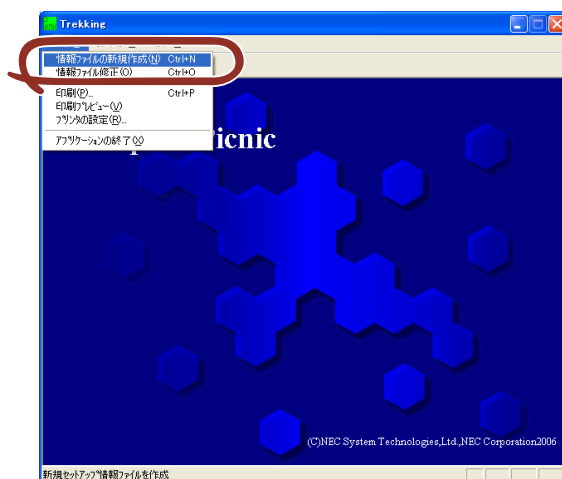 Trekking
情報ファイルの新規作成(N) Ctrl+N
情報ファイル修正(O) Ctrl+O
印刷(P)... Ctrl+P
印刷プレビュー(V)
プリンタの設定(R)...
アプリケーションの終了(X)
icnic
(C)NEC System Technologies,Ltd.,NEC Corporation2006
新規セットアップ情報ファイルを作成